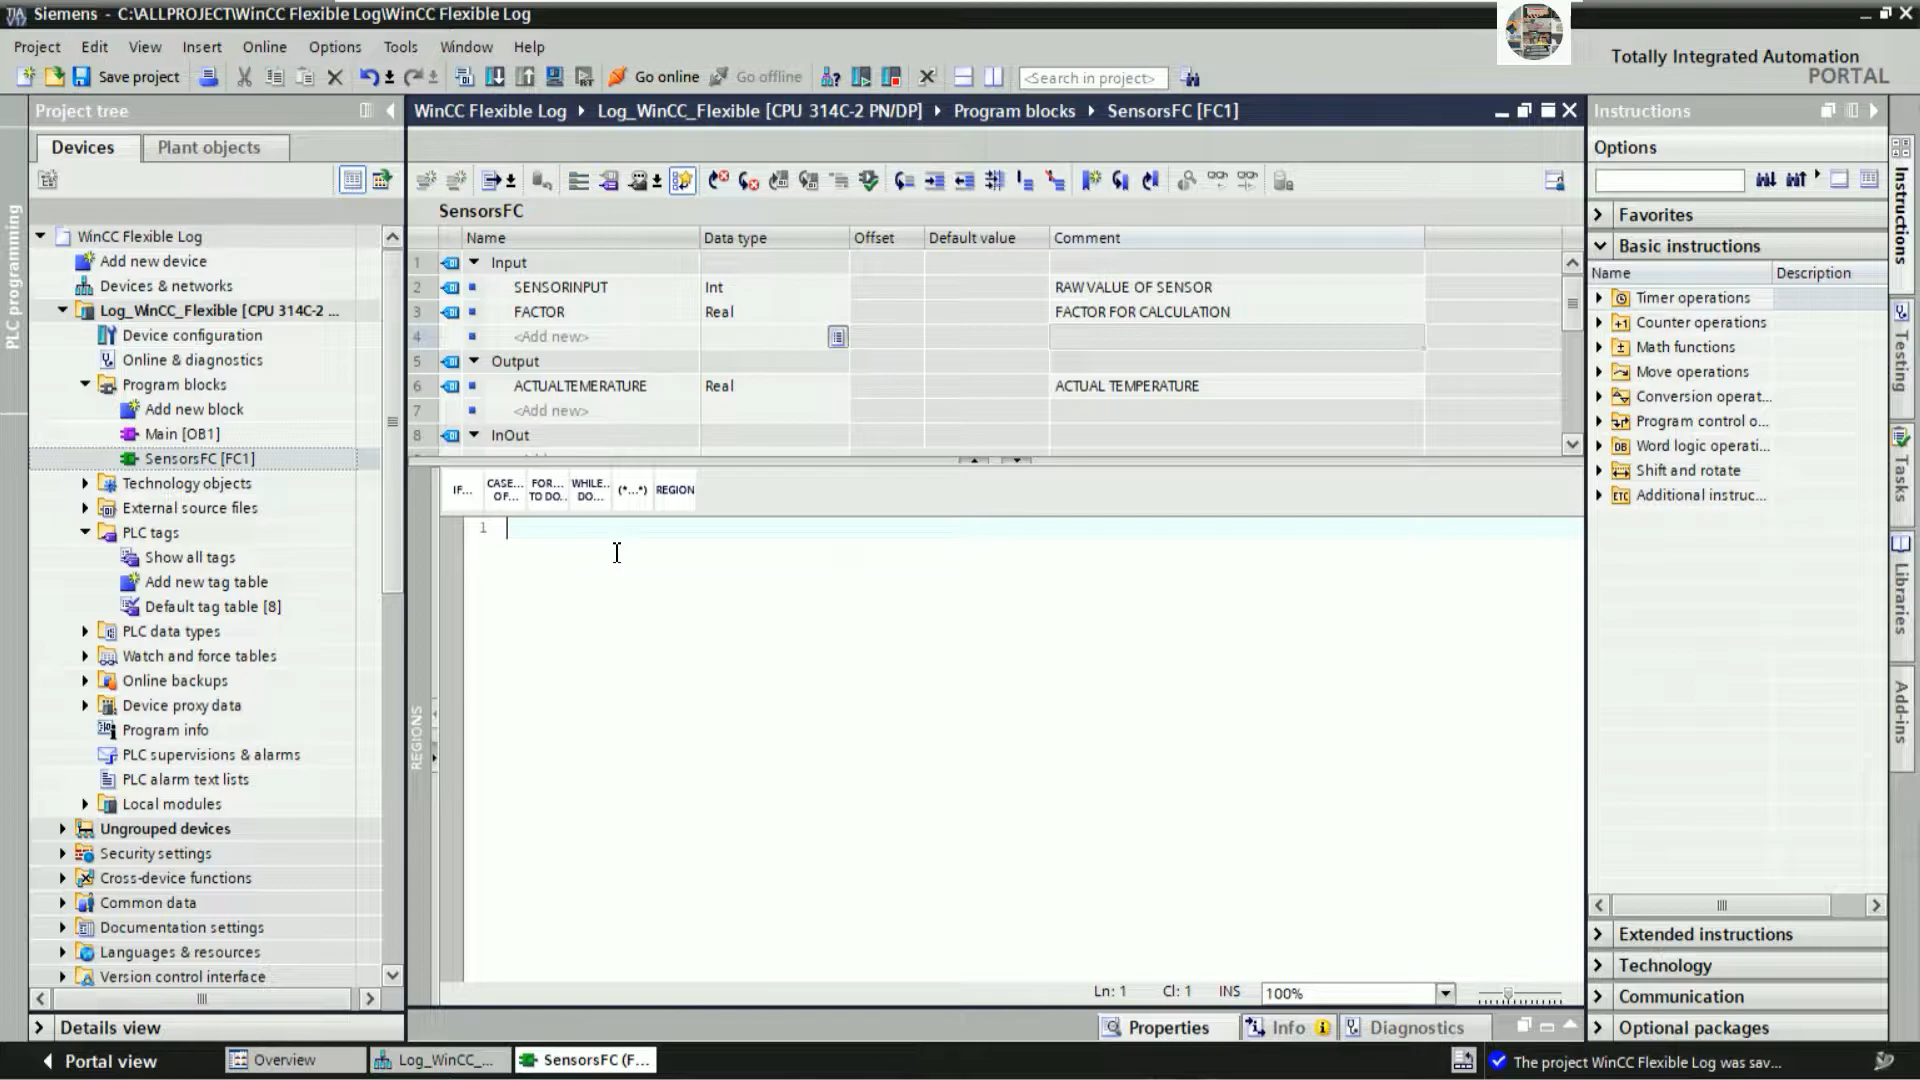 Siemens - C:\ALLPROJECT\WinCC Flexible Log\WinCC Flexible Log
Project Edit View Insert Online Options Tools Window Help
Totally Integrated Automation
PORTAL
Save project Go online Go offline <Search in project>
Project tree
WinCC Flexible Log Log_WinCC_Flexible [CPU 314C-2 PN/DP] Program blocks SensorsFC [FC1]
Instructions
Devices Plant objects
Options
SensorsFC
Favorites
Name Data type Offset Default value Comment
Basic instructions
Name Description
1 Input
2 SENSORINPUT Int RAW VALUE OF SENSOR
3 FACTOR Real FACTOR FOR CALCULATION
4 <Add new>
5 Output
6 ACTUALTEMERATURE Real ACTUAL TEMPERATURE
7 <Add new>
8 InOut
IF... CASE... OF... FOR... TO DO.. WHILE.. DO... (*...*) REGION
1
REGIONS
WinCC Flexible Log
Add new device
Devices & networks
Log_WinCC_Flexible [CPU 314C-2 ...
Device configuration
Online & diagnostics
Program blocks
Add new block
Main [OB1]
SensorsFC [FC1]
Technology objects
External source files
PLC tags
Show all tags
Add new tag table
Default tag table [8]
PLC data types
Watch and force tables
Online backups
Device proxy data
Program info
PLC supervisions & alarms
PLC alarm text lists
Local modules
Ungrouped devices
Security settings
Cross-device functions
Common data
Documentation settings
Languages & resources
Version control interface
Details view
PLC programming
Timer operations
Counter operations
Math functions
Move operations
Conversion operat...
Program control o...
Word logic operati...
Shift and rotate
Additional instruc...
Extended instructions
Technology
Communication
Optional packages
Instructions
Testing
Tasks
Libraries
Add-ins
Ln: 1 Cl: 1 INS 100%
Properties Info Diagnostics
Portal view Overview Log_WinCC_... SensorsFC (F... The project WinCC Flexible Log was sav...